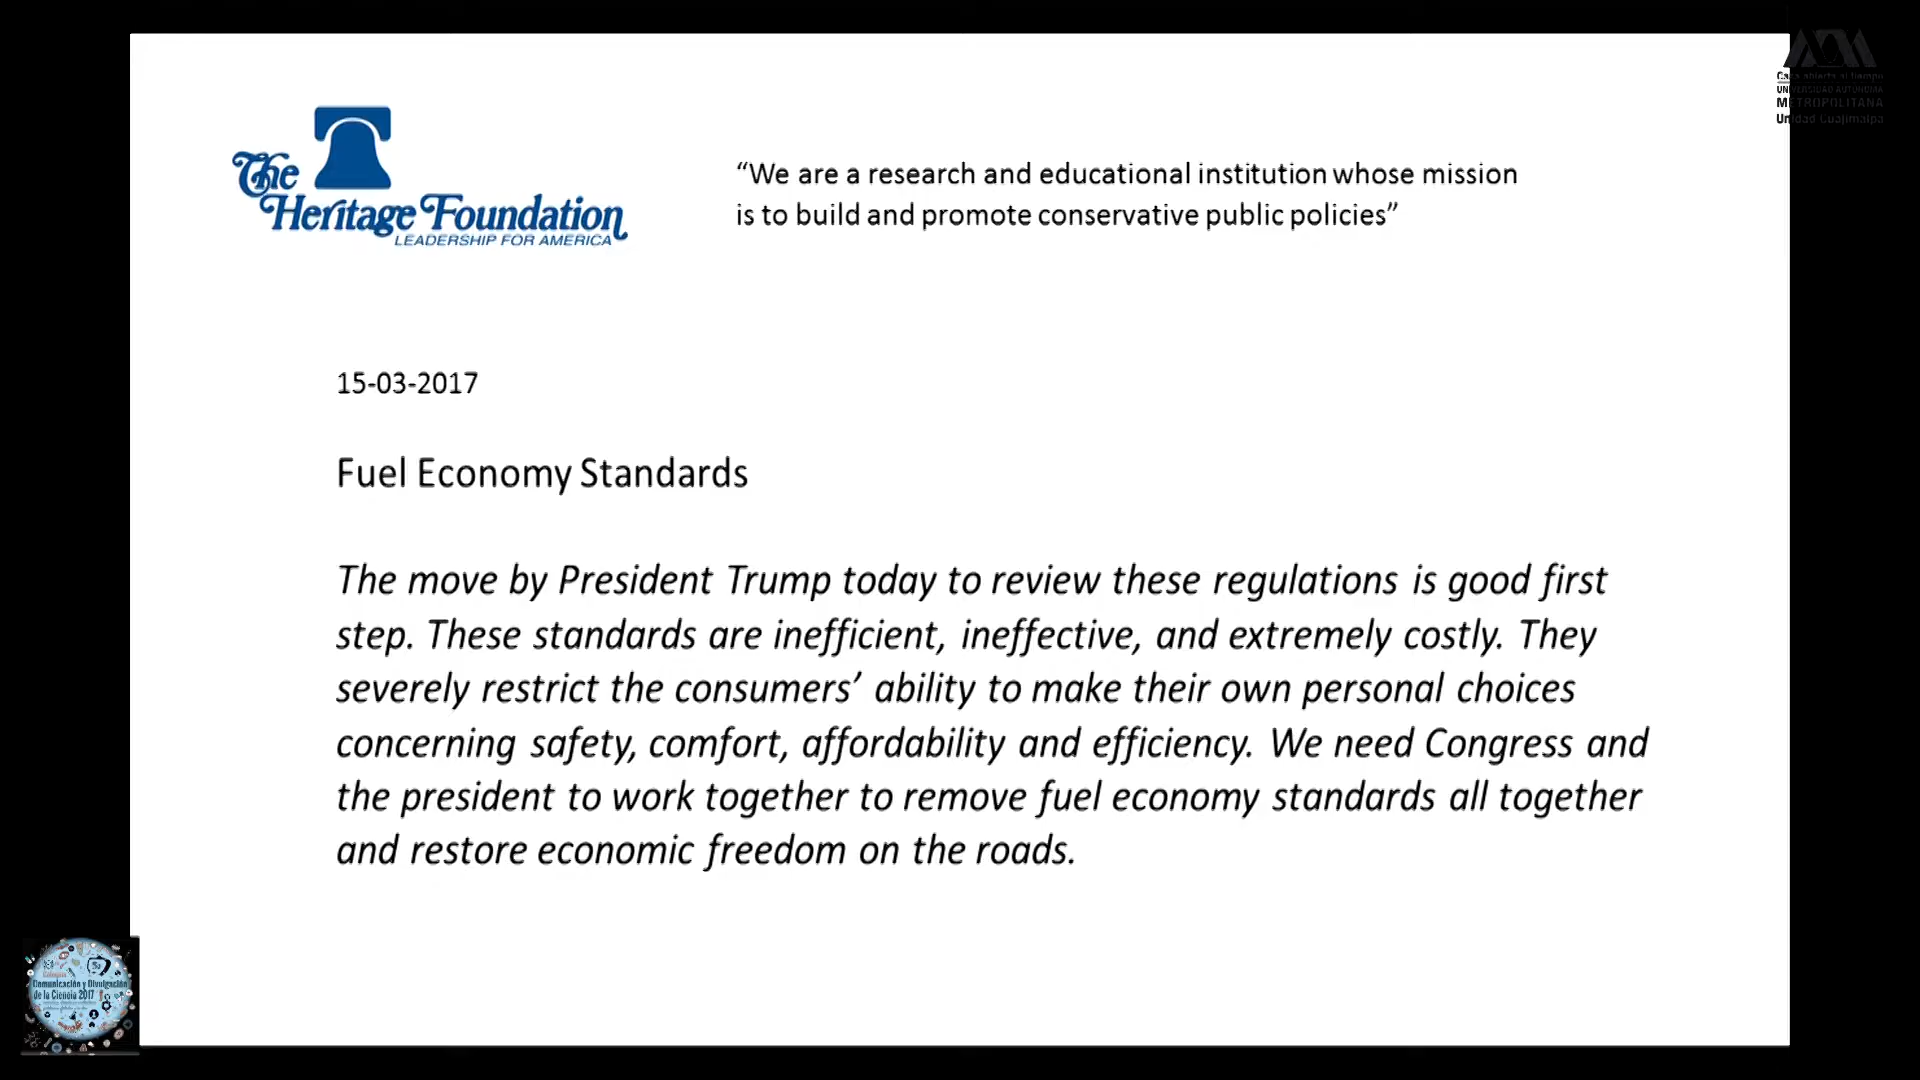 The
Heritage Foundation
LEADERSHIP FOR AMERICA
“We are a research and educational institution whose mission
is to build and promote conservative public policies”
15-03-2017
Fuel Economy Standards
The move by President Trump today to review these regulations is good first
step. These standards are inefficient, ineffective, and extremely costly. They
severely restrict the consumers’ ability to make their own personal choices
concerning safety, comfort, affordability and efficiency. We need Congress and
the president to work together to remove fuel economy standards all together
and restore economic freedom on the roads.
Casa abierta al tiempo
UNIVERSIDAD AUTÓNOMA
METROPOLITANA
Unidad Cuajimalpa
Coloquio
Comunicación y Divulgación
de la Ciencia 2017